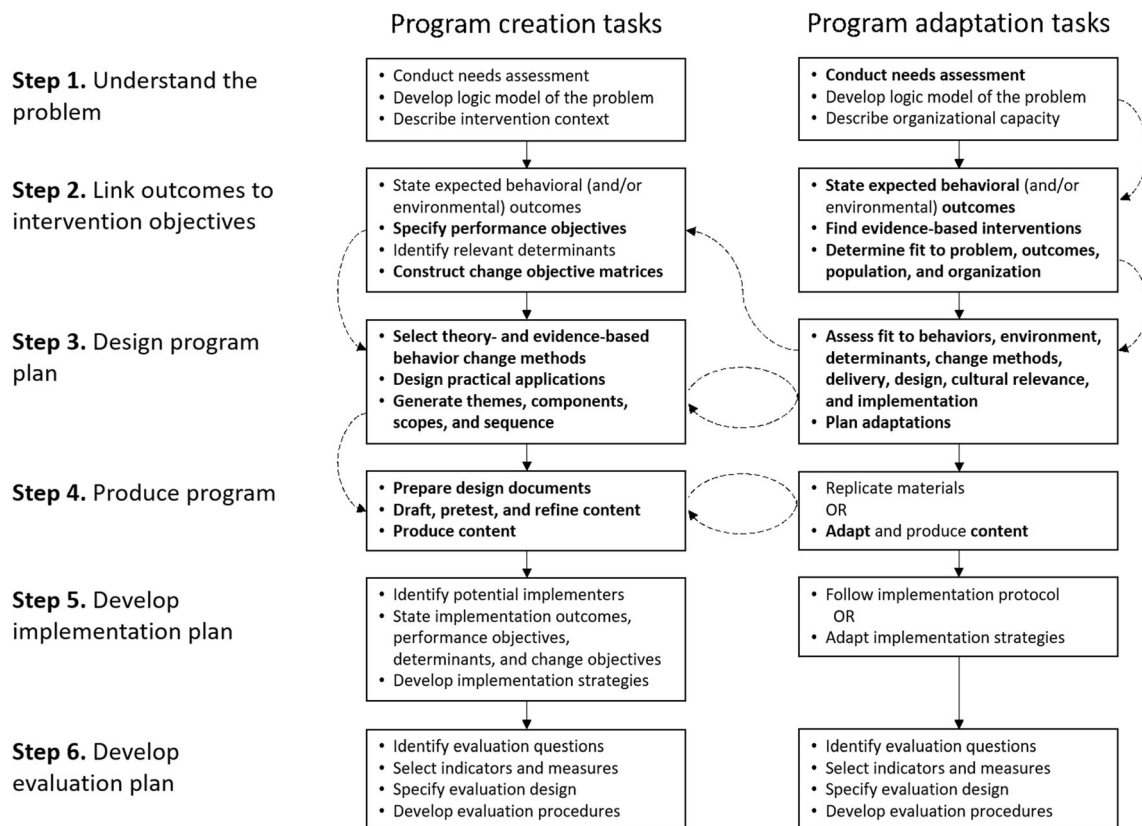 Program creation tasks
Program adaptation tasks
Step 1. Understand the
problem
• Conduct needs assessment
• Develop logic model of the problem
• Describe intervention context
• Conduct needs assessment
• Develop logic model of the problem
• Describe organizational capacity
Step 2. Link outcomes to
intervention objectives
• State expected behavioral (and/or
environmental) outcomes
• Specify performance objectives
• Identify relevant determinants
• Construct change objective matrices
• State expected behavioral (and/or
environmental) outcomes
• Find evidence-based interventions
• Determine fit to problem, outcomes,
population, and organization
Step 3. Design program
plan
• Select theory- and evidence-based
behavior change methods
• Design practical applications
• Generate themes, components,
scopes, and sequence
• Assess fit to behaviors, environment,
determinants, change methods,
delivery, design, cultural relevance,
and implementation
• Plan adaptations
Step 4. Produce program
• Prepare design documents
• Draft, pretest, and refine content
• Produce content
• Replicate materials
OR
• Adapt and produce content
Step 5. Develop
implementation plan
• Identify potential implementers
• State implementation outcomes,
performance objectives,
determinants, and change objectives
• Develop implementation strategies
• Follow implementation protocol
OR
• Adapt implementation strategies
Step 6. Develop
evaluation plan
• Identify evaluation questions
• Select indicators and measures
• Specify evaluation design
• Develop evaluation procedures
• Identify evaluation questions
• Select indicators and measures
• Specify evaluation design
• Develop evaluation procedures